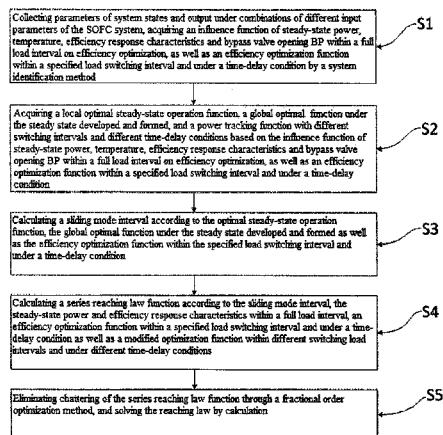 Collecting parameters of system states and output under combinations of different input
parameters of the SOFC system, acquiring an influence function of steady-state power,
temperature, efficiency response characteristics and bypass valve opening BP within a full
load interval on efficiency optimization, as well as an efficiency optimization function
within a specified load switching interval and under a time-delay condition by a system
identification method
S1
Acquiring a local optimal steady-state operation function, a global optimal function under
the steady state developed and formed, and a power tracking function with different
switching intervals and different time-delay conditions based on the influence function of
steady-state power, temperature, efficiency response characteristics and bypass valve
opening BP within a full load interval on efficiency optimization, as well as an efficiency
optimization function within a specified load switching interval and under a time-delay
condition
S2
Calculating a sliding mode interval according to the optimal steady-state operation
function, the global optimal function under the steady state developed and formed as well
as the efficiency optimization function within the specified load switching interval and
under a time-delay condition
S3
Calculating a series reaching law function according to the sliding mode interval, the
steady-state power and efficiency response characteristics within a full load interval, an
efficiency optimization function within a specified load switching interval and under a time-
delay condition as well as a modified optimization function within different switching load
intervals and under different time-delay conditions
S4
Eliminating chattering of the series reaching law function through a fractional order
optimization method, and solving the reaching law by calculation
S5